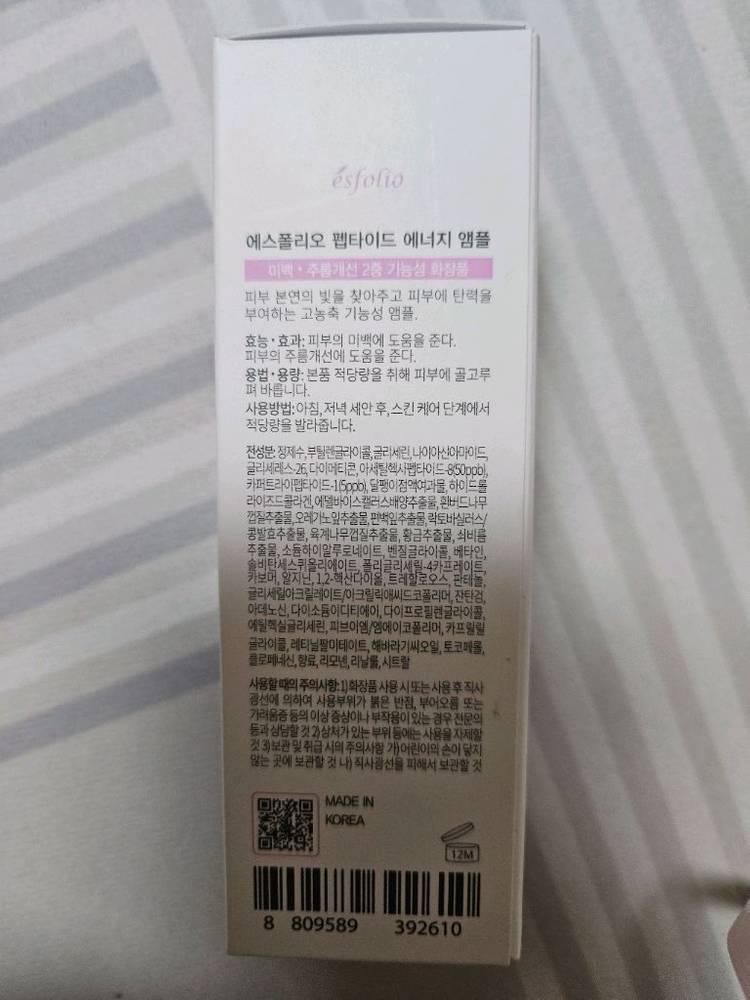 ésfolio
에스폴리오 펩타이드 에너지 앰플
미백・주름개선 2중 기능성 화장품
피부 본연의 빛을 찾아주고 피부에 탄력을
부여하는 고농축 기능성 앰플.
효능・효과: 피부의 미백에 도움을 준다.
피부의 주름개선에 도움을 준다.
용법・용량: 본품 적당량을 취해 피부에 골고루
펴 바릅니다.
사용방법: 아침, 저녁 세안 후, 스킨 케어 단계에서
적당량을 발라줍니다.
전성분: 정제수, 부틸렌글라이콜, 글리세린, 나이아신아마이드,
글리세레스-26, 다이메티콘, 아세틸헥사펩타이드-8(50ppb),
카퍼트라이펩타이드-1(5ppb), 달팽이점액여과물, 하이드롤
라이즈드콜라겐, 에델바이스캘러스배양추출물, 흰버드나무
껍질추출물, 오레가노잎추출물, 편백잎추출물, 락토바실러스/
콩발효추출물, 육계나무껍질추출물, 황금추출물, 쇠비름
추출물, 소듐하이알루로네이트, 벤질글라이콜, 베타인,
솔비탄세스퀴올리에이트, 폴리글리세릴-4카프레이트,
카보머, 알지닌, 1,2-헥산다이올, 트레할로오스, 판테놀,
글리세릴아크릴레이트/아크릴릭애씨드코폴리머, 잔탄검,
아데노신, 다이소듐이디티에이, 다이프로필렌글라이콜,
에틸헥실글리세린, 피브이엠/엠에이코폴리머, 카프릴릴
글라이콜, 레티닐팔미테이트, 해바라기씨오일, 토코페롤,
클로페네신, 향료, 리모넨, 리날룰, 시트랄
사용할 때의 주의사항: 1) 화장품 사용 시 또는 사용 후 직사
광선에 의하여 사용부위가 붉은 반점, 부어오름 또는
가려움증 등의 이상 증상이나 부작용이 있는 경우 전문의
등과 상담할 것 2) 상처가 있는 부위 등에는 사용을 자제할
것 3) 보관 및 취급 시의 주의사항 가) 어린이의 손이 닿지
않는 곳에 보관할 것 나) 직사광선을 피해서 보관할 것
MADE IN
KOREA
12M
8 809589 392610